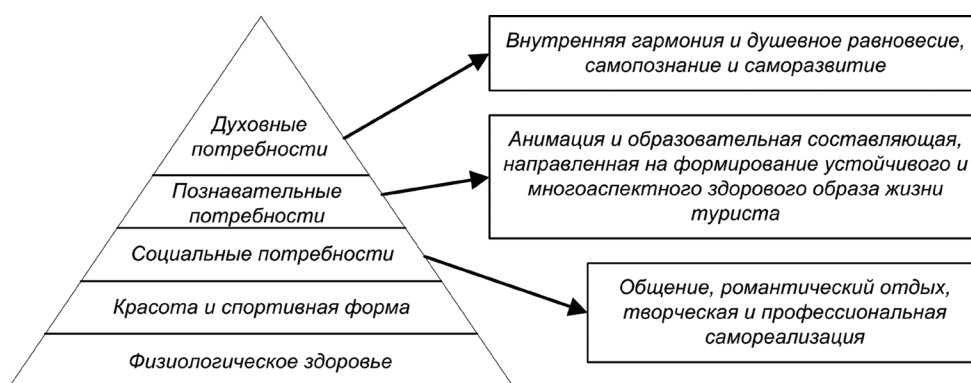 Внутренняя гармония и душевное равновесие,
самопознание и саморазвитие
Духовные
потребности
Анимация и образовательная составляющая,
направленная на формирование устойчивого и
многоаспектного здорового образа жизни
туриста
Познавательные
потребности
Социальные потребности
Общение, романтический отдых,
творческая и профессиональная
самореализация
Красота и спортивная форма
Физиологическое здоровье